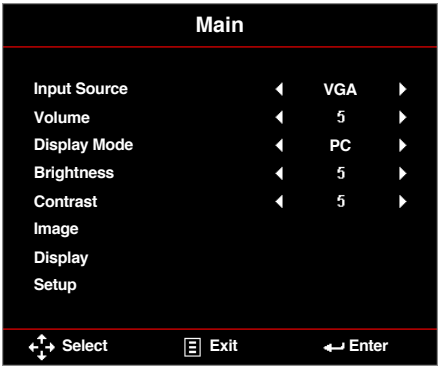 Main
Input Source VGA
Volume 5
Display Mode PC
Brightness 5
Contrast 5
Image
Display
Setup
Select Exit Enter